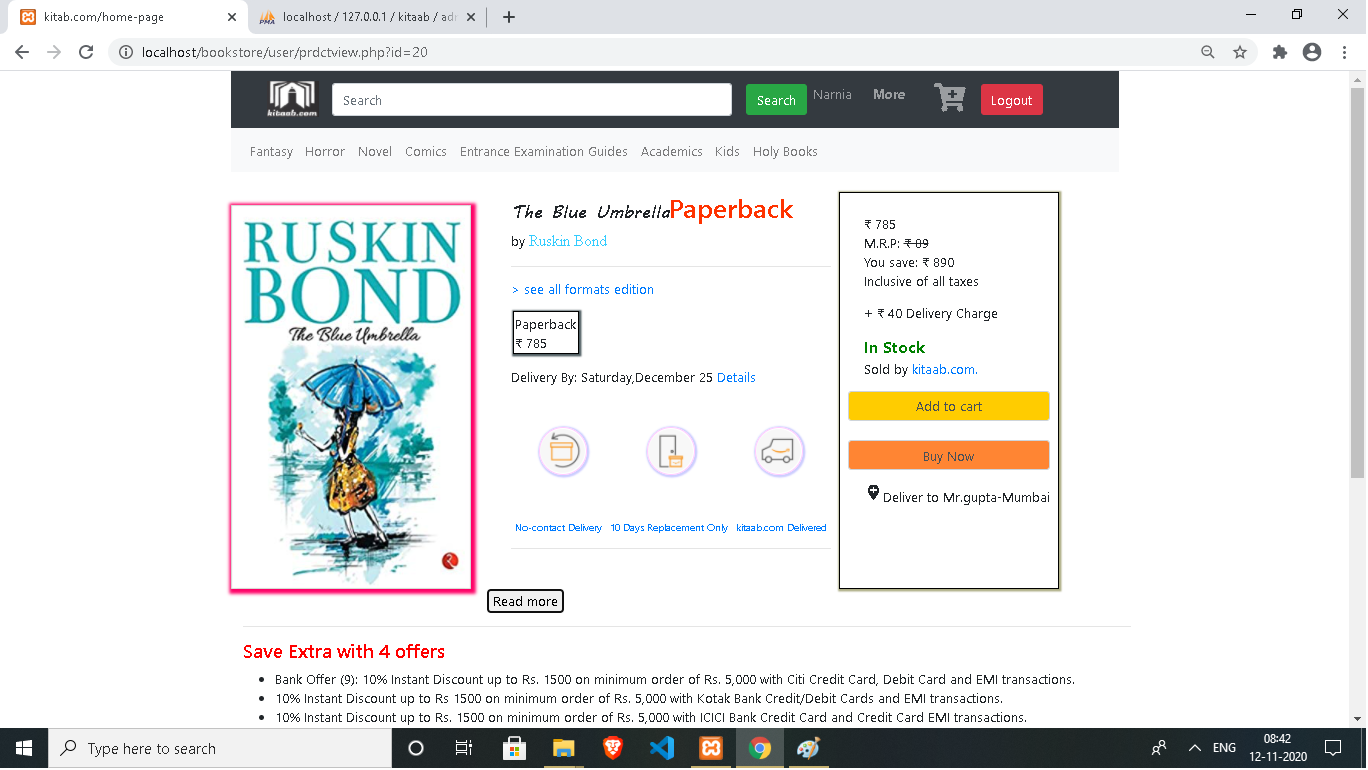 kitab.com/home-page
localhost / 127.0.0.1 / kitaab / adn
localhost/bookstore/user/prdctview.php?id=20
kitaab.com
Search
Search
Narnia
More
Logout
Fantasy Horror Novel Comics Entrance Examination Guides Academics Kids Holy Books
RUSKIN
BOND
The Blue Umbrella
The Blue Umbrella Paperback
by Ruskin Bond
> see all formats edition
Paperback
₹ 785
Delivery By: Saturday,December 25 Details
No-contact Delivery 10 Days Replacement Only kitaab.com Delivered
Read more
₹ 785
M.R.P: ₹ 09
You save: ₹ 890
Inclusive of all taxes
+ ₹ 40 Delivery Charge
In Stock
Sold by kitaab.com.
Add to cart
Buy Now
Deliver to Mr.gupta-Mumbai
Save Extra with 4 offers
Bank Offer (9): 10% Instant Discount up to Rs. 1500 on minimum order of Rs. 5,000 with Citi Credit Card, Debit Card and EMI transactions.
10% Instant Discount up to Rs 1500 on minimum order of Rs. 5,000 with Kotak Bank Credit/Debit Cards and EMI transactions.
10% Instant Discount up to Rs. 1500 on minimum order of Rs. 5,000 with ICICI Bank Credit Card and Credit Card EMI transactions.
Type here to search
ENG
08:42
12-11-2020